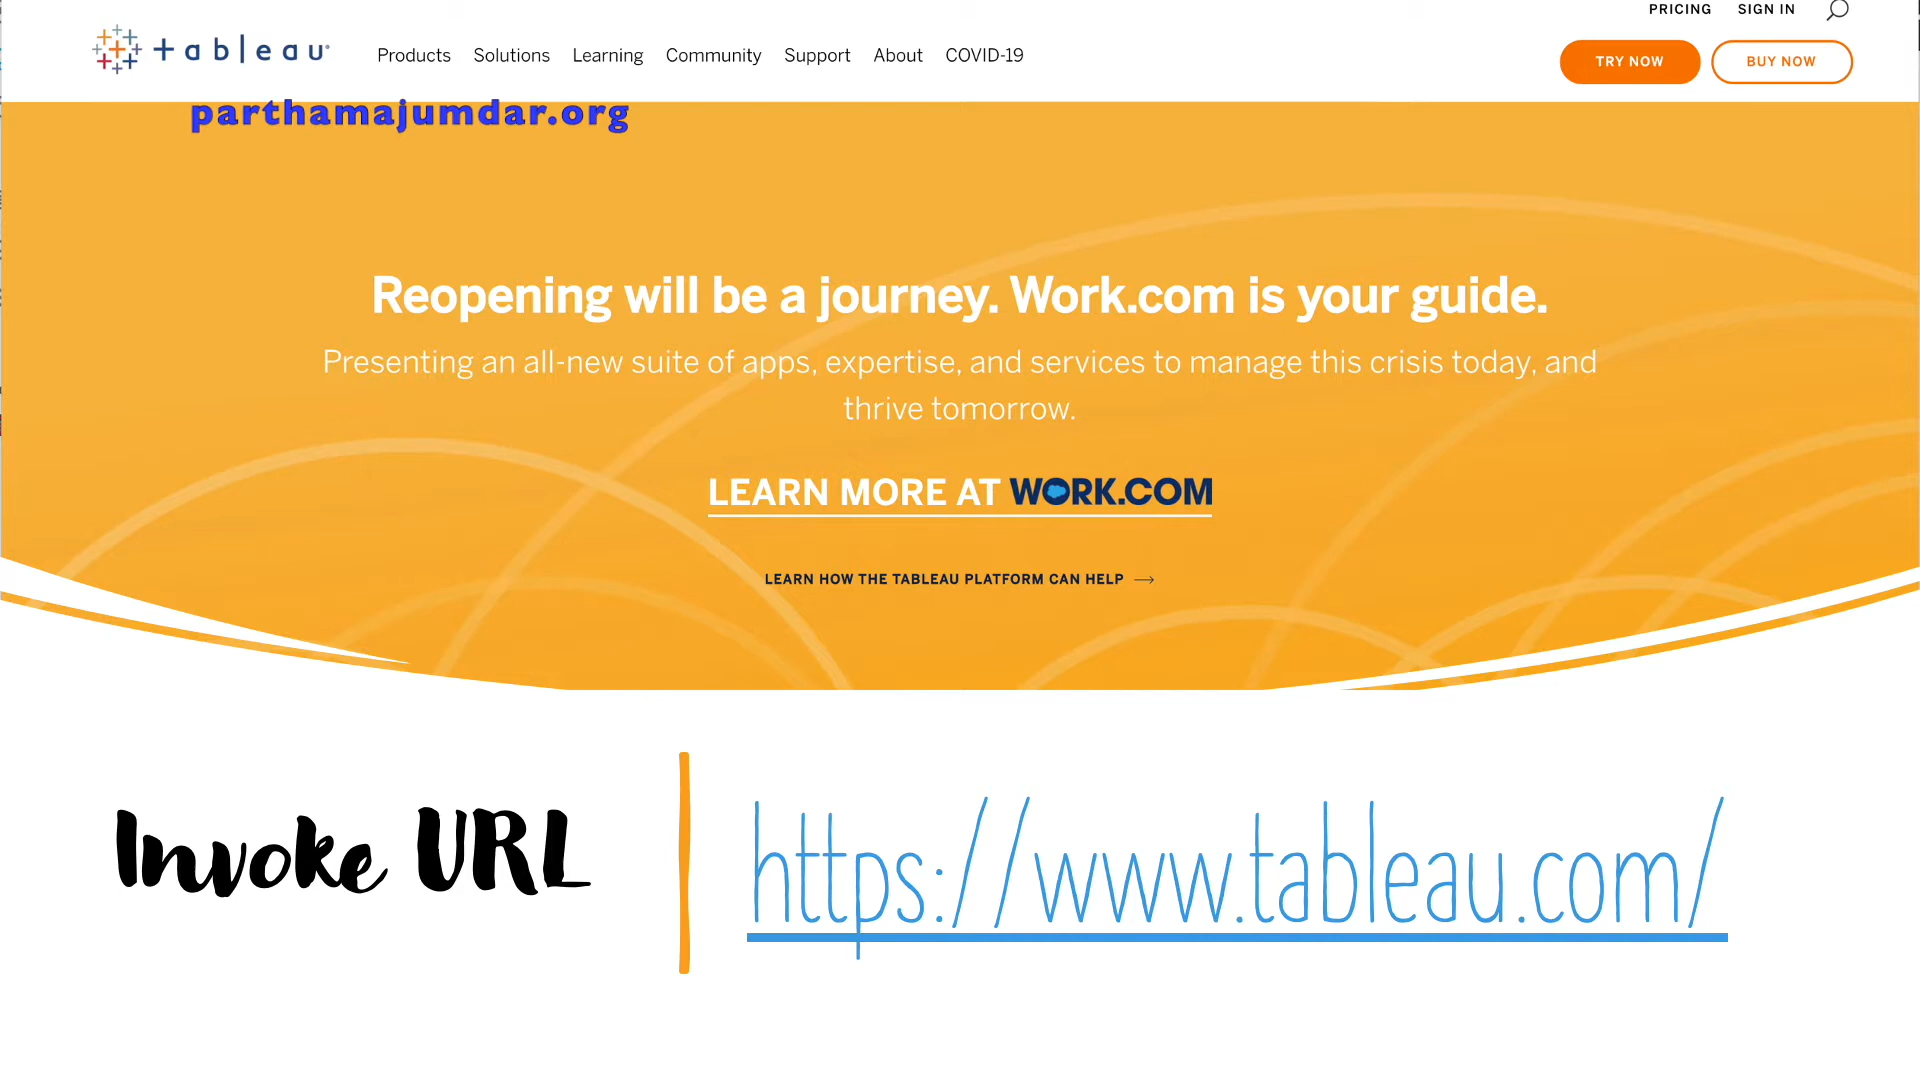 PRICING SIGN IN
tableau
Products Solutions Learning Community Support About COVID-19
TRY NOW BUY NOW
parthamajumdar.org
Reopening will be a journey. Work.com is your guide.
Presenting an all-new suite of apps, expertise, and services to manage this crisis today, and
thrive tomorrow.
LEARN MORE AT WORK.COM
LEARN HOW THE TABLEAU PLATFORM CAN HELP →
Invoke URL
https://www.tableau.com/